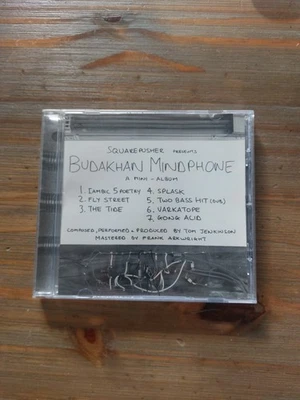 SQUAREPUSHER PRESENTS
BUDAKHAN MINDPHONE
A MINI-ALBUM
1. IAMBIC 5 POETRY 4. SPLASK
2. FLY STREET 5. TWO BASS HIT (DUB)
3. THE TIDE 6. VARKATOPE
7. GONG ACID
COMPOSED, PERFORMED + PRODUCED BY TOM JENKINSON
MASTERED BY FRANK ARKWRIGHT